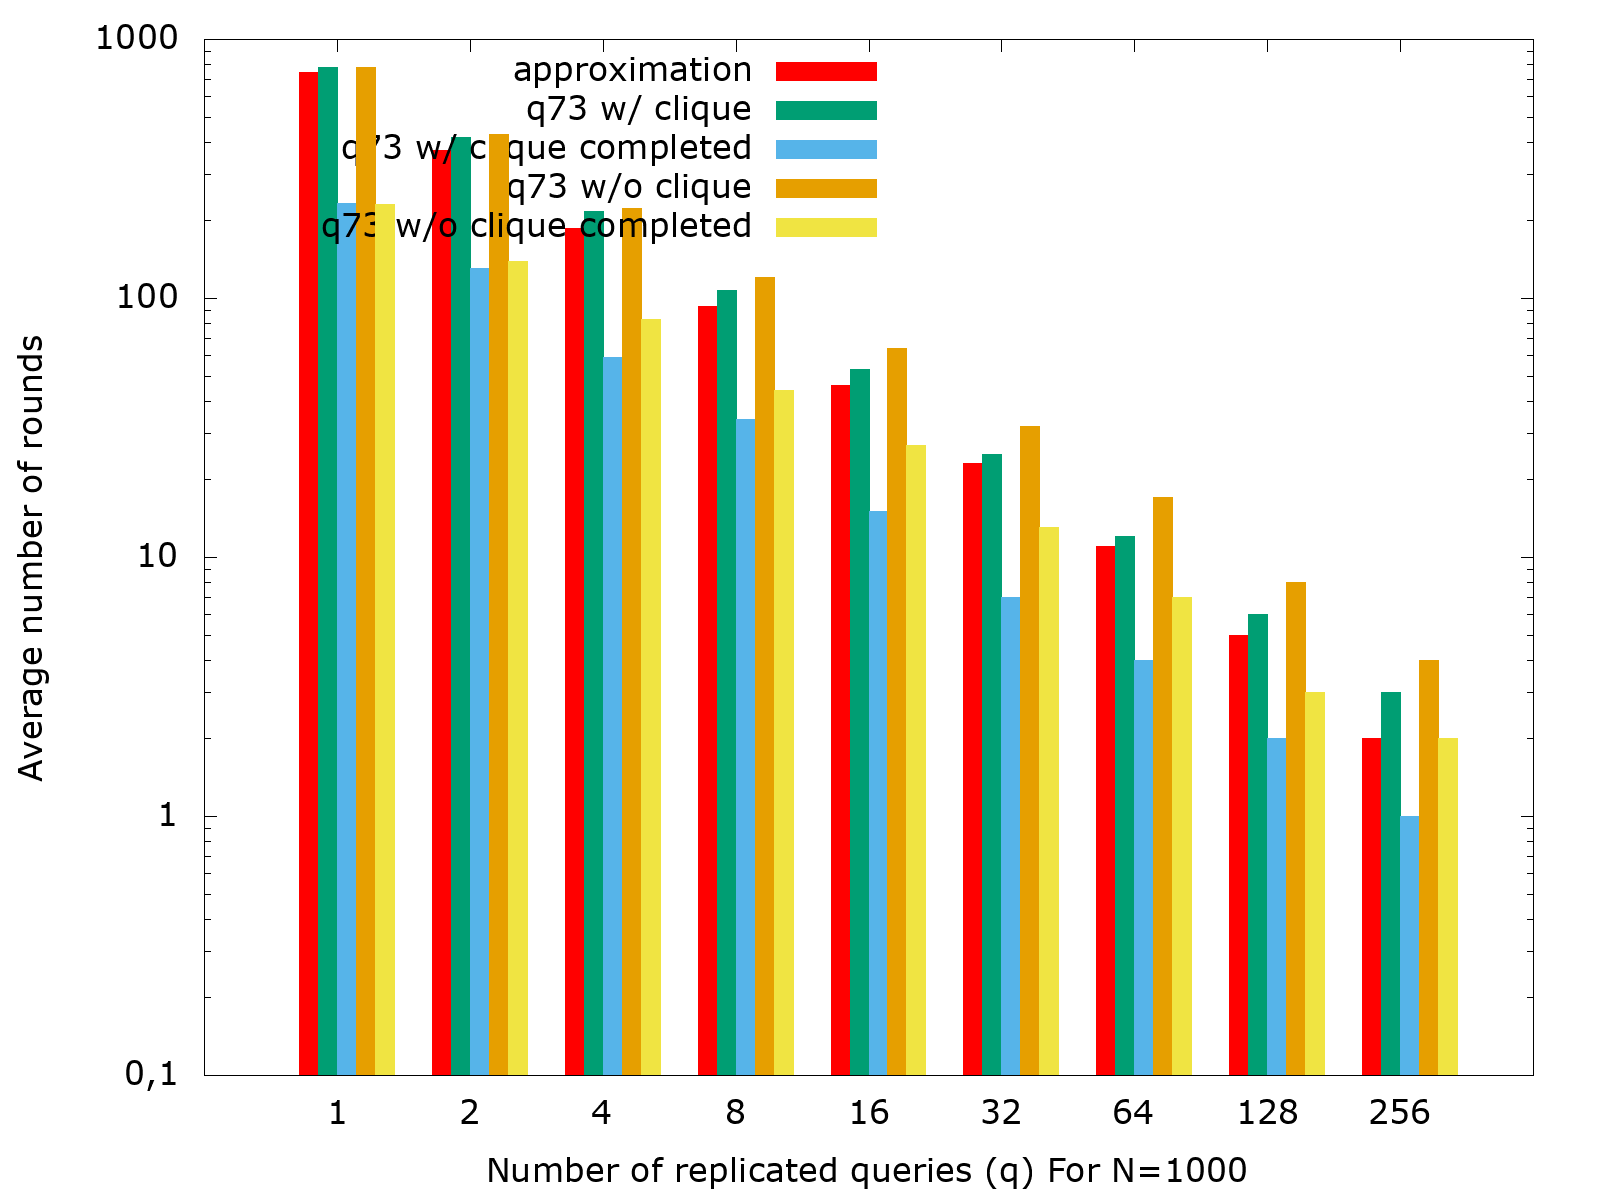 1000
100
10
1
0,1
Average number of rounds
approximation
q73 w/ clique
q73 w/ clique completed
q73 w/o clique
q73 w/o clique completed
1 2 4 8 16 32 64 128 256
Number of replicated queries (q) For N=1000